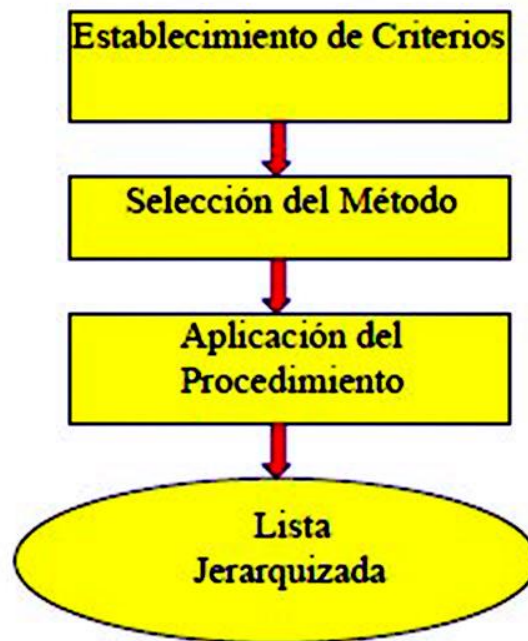 Establecimiento de Criterios
Selección del Método
Aplicación del
Procedimiento
Lista
Jerarquizada